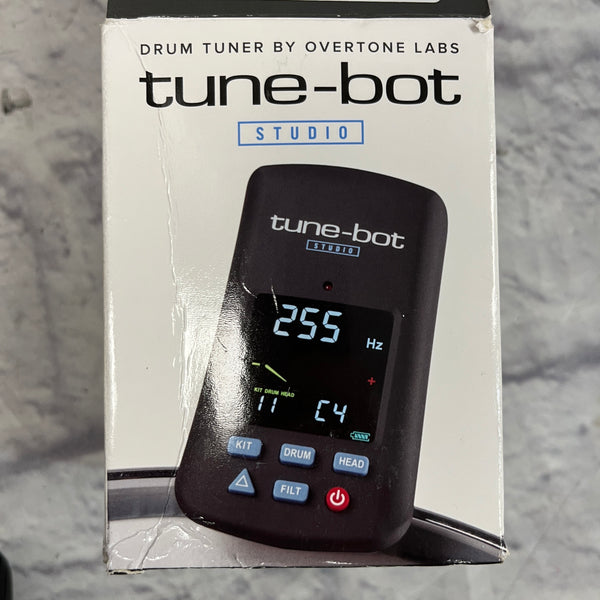 DRUM TUNER BY OVERTONE LABS
tune-bot
STUDIO
tune-bot
STUDIO
255 Hz
KIT DRUM HEAD
11 C4
KIT DRUM HEAD
FILT